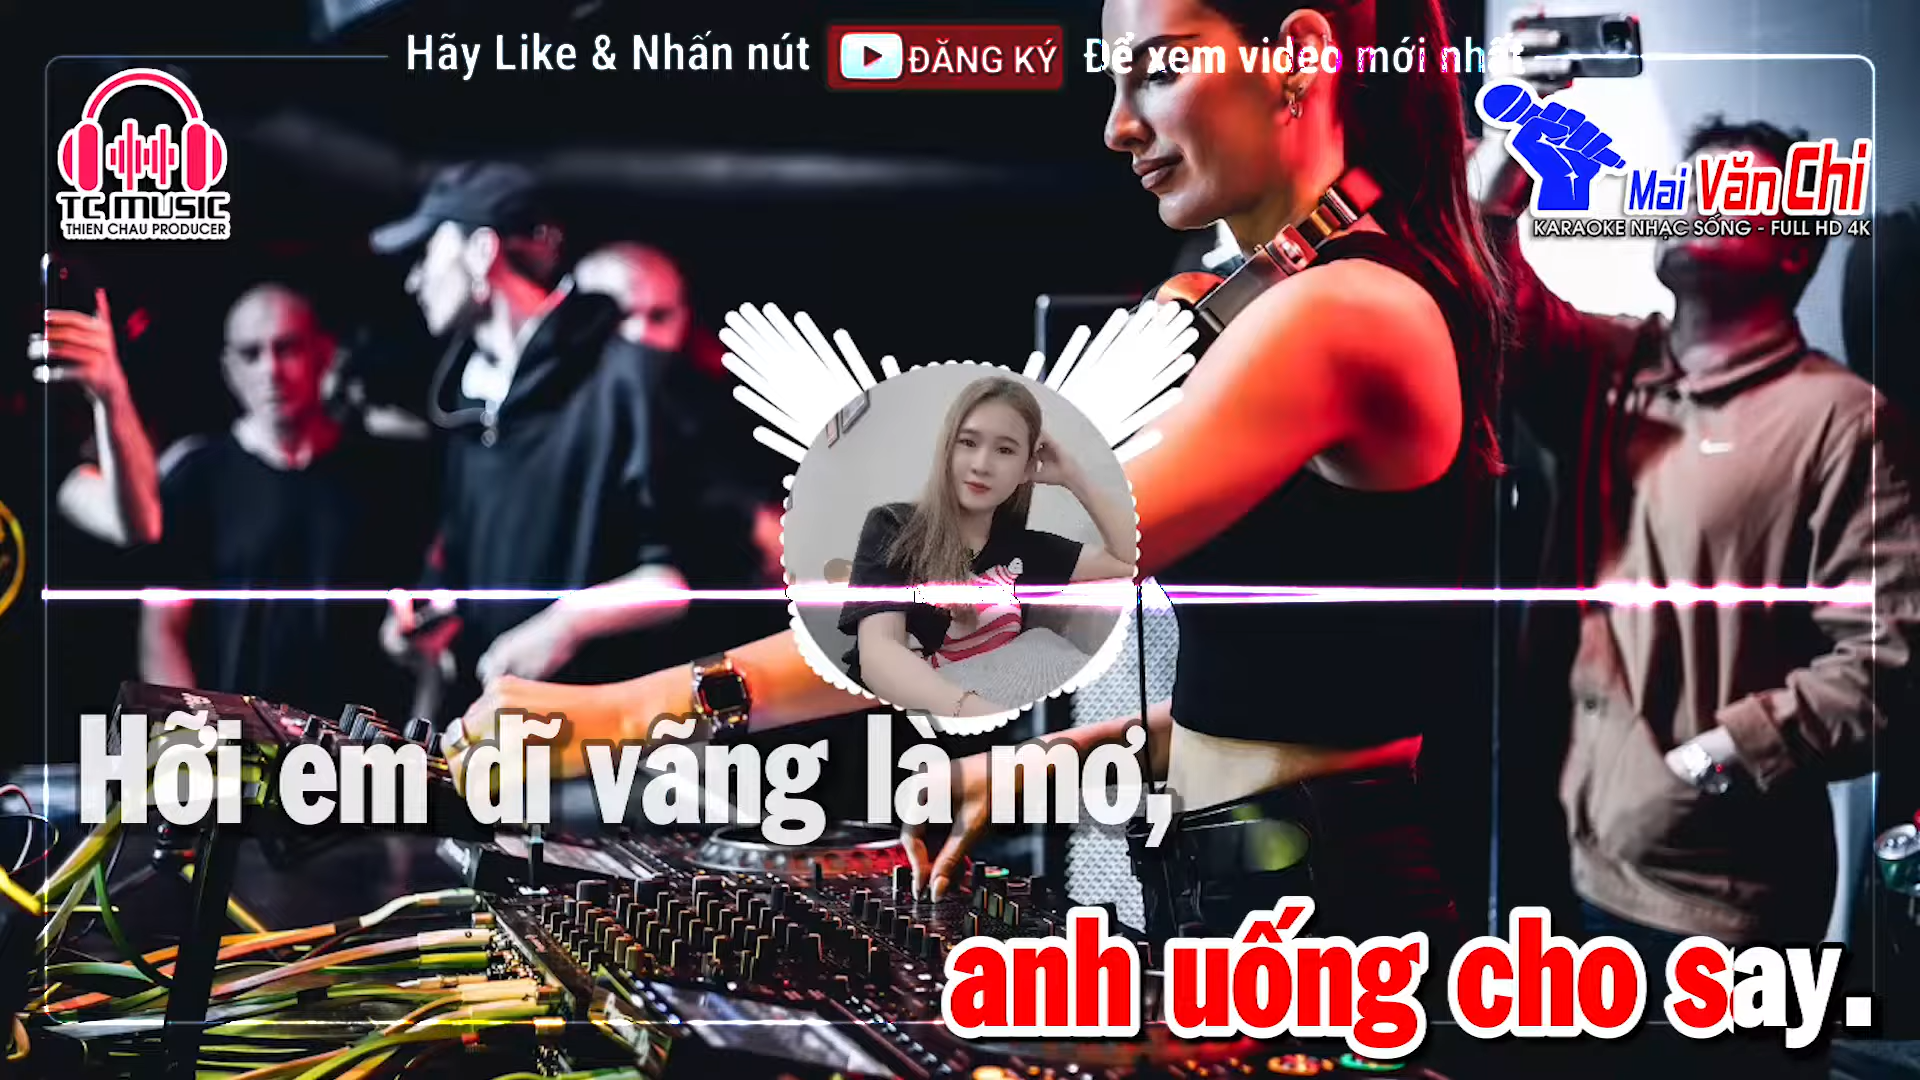 Hãy Like & Nhấn nút ĐĂNG KÝ Để xem video mới nhất
TC MUSIC
THIEN CHAU PRODUCER
Mai Văn Chi
KARAOKE NHẠC SỐNG - FULL HD 4K
Hỡi em dĩ vãng là mơ,
anh uống cho say.